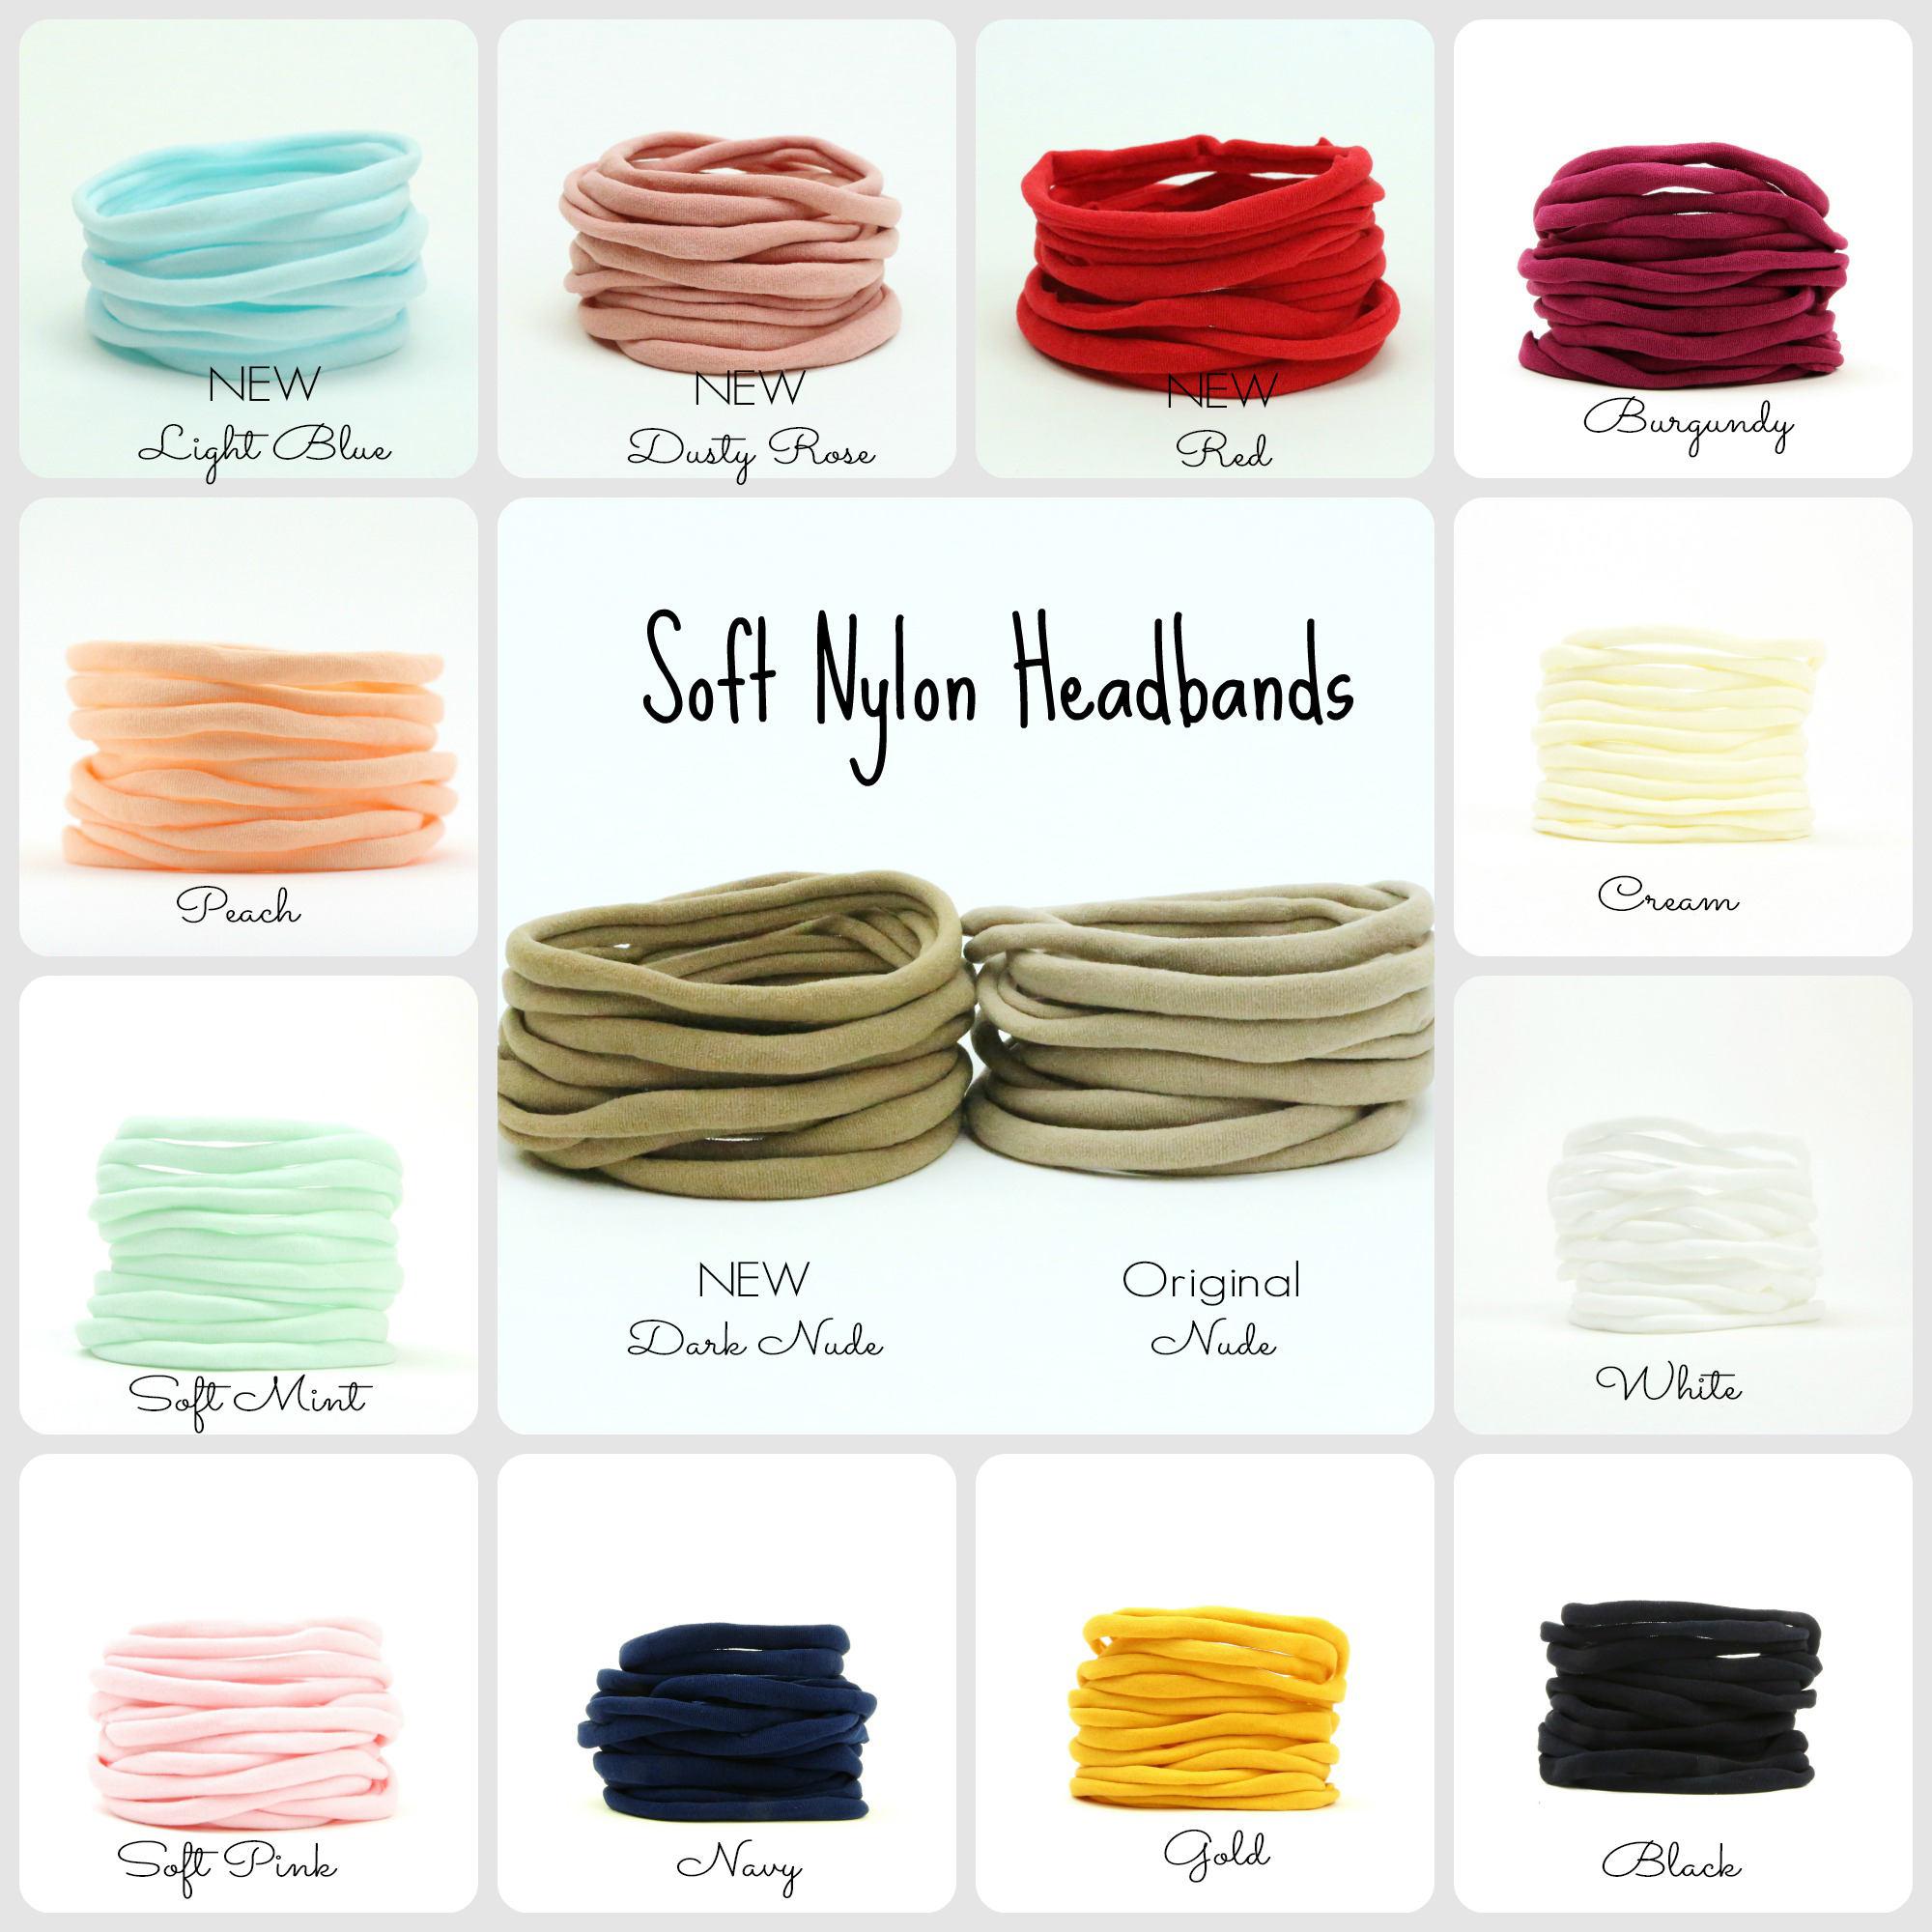 NEW
Light Blue
NEW
Dusty Rose
NEW
Red
Burgundy
Peach
Soft Nylon Headbands
Cream
NEW
Dark Nude
Original
Nude
Soft Mint
White
Soft Pink
Navy
Gold
Black